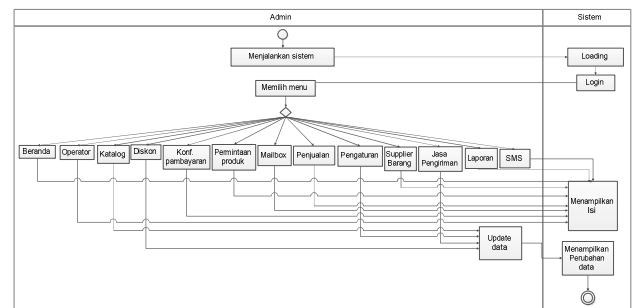 Admin
Sistem
Menjalankan sistem
Loading
Login
Memilih menu
Beranda
Operator
Katalog
Diskon
Konf.
pambayaran
Pemintaan
produk
Mailbox
Penjualan
Pengaturan
Supplier
Barang
Jasa
Pengiriman
Laporan
SMS
Menampilkan
Isi
Update
data
Menampilkan
Perubahan
data